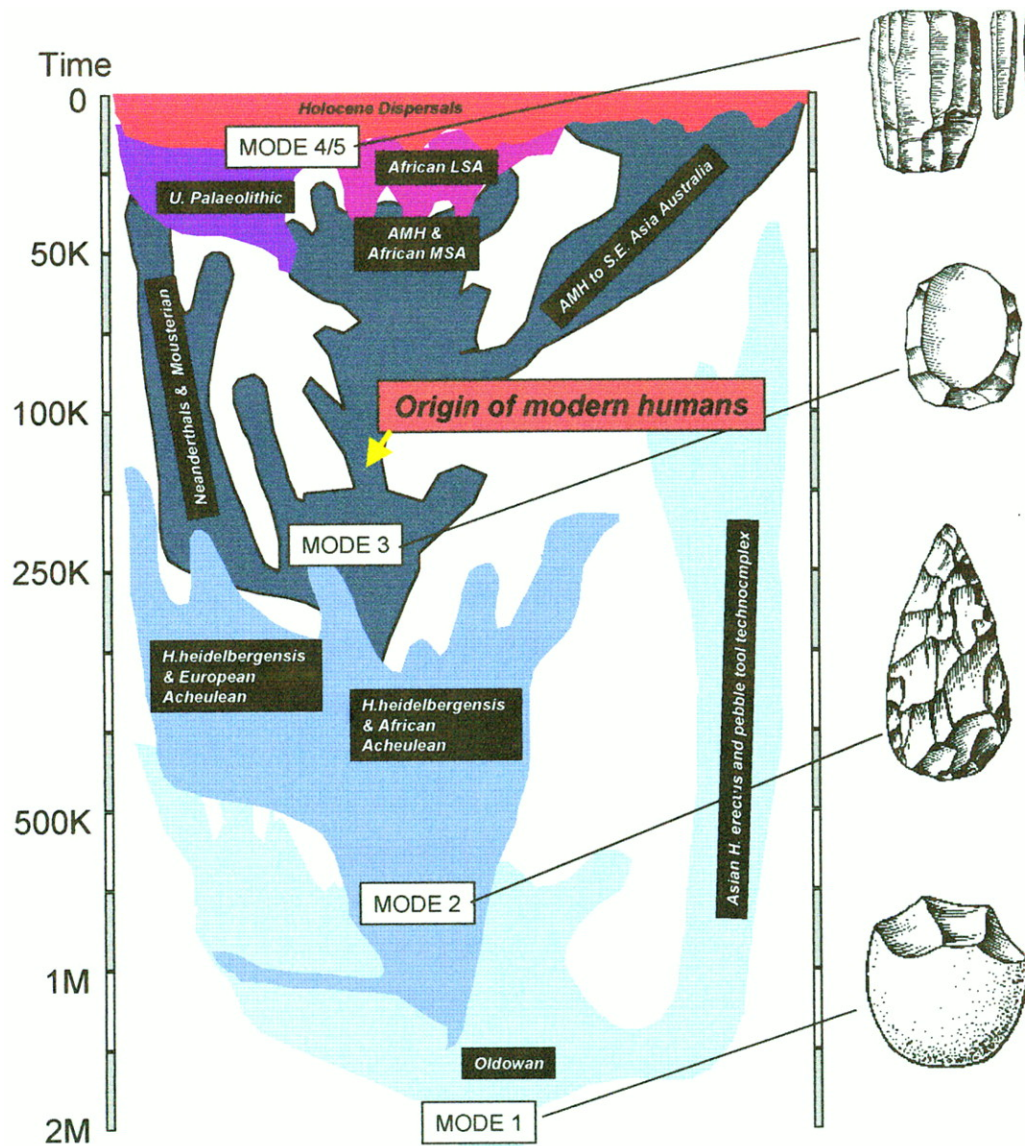 Time
0
Holocene Dispersals
MODE 4/5
African LSA
U. Palaeolithic
AMH &
African MSA
50K
AMH to S.E. Asia Australia
Neanderthals & Mousterian
100K
Origin of modern humans
MODE 3
250K
H.heidelbergensis
& European
Acheulean
H.heidelbergensis
& African
Acheulean
Asian H. erectus and pebble tool technocmplex
500K
MODE 2
1M
Oldowan
MODE 1
2M